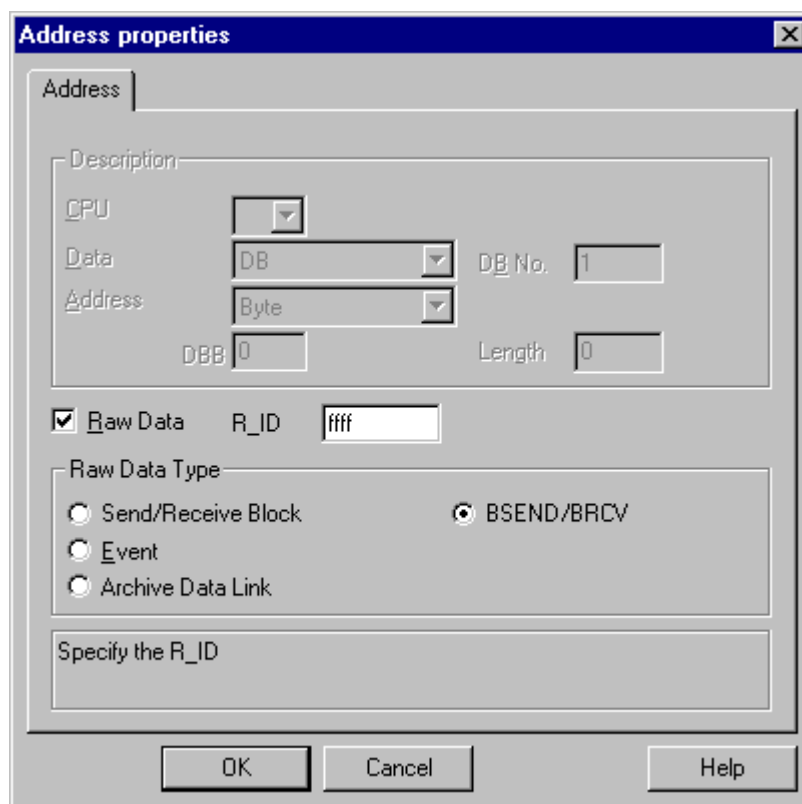 Address properties
Address
Description
CPU
Data DB DB No. 1
Address Byte
DBB 0 Length 0
Raw Data R_ID ffff
Raw Data Type
Send/Receive Block BSEND/BRCV
Event
Archive Data Link
Specify the R_ID
OK Cancel Help